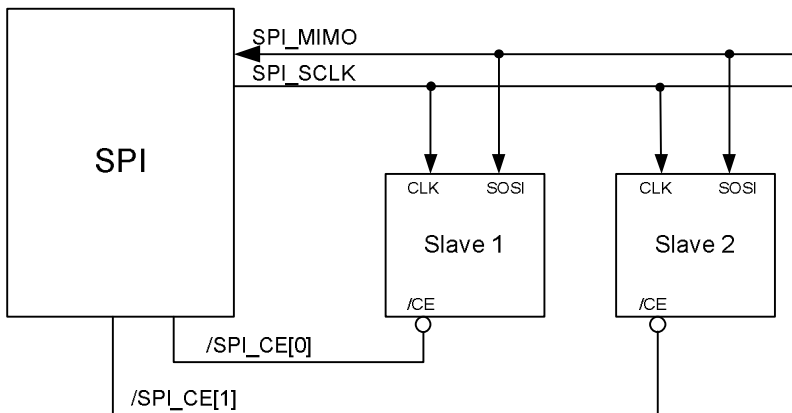 SPI_MIMO
SPI_SCLK
SPI
CLK SOSI
Slave 1
/CE
CLK SOSI
Slave 2
/CE
/SPI_CE[0]
/SPI_CE[1]